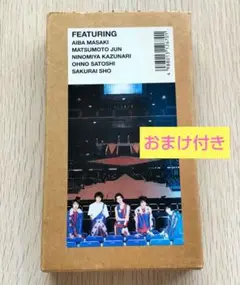 FEATURING
AIBA MASAKI
MATSUMOTO JUN
NINOMIYA KAZUNARI
OHNO SATOSHI
SAKURAI SHO
おまけ付き